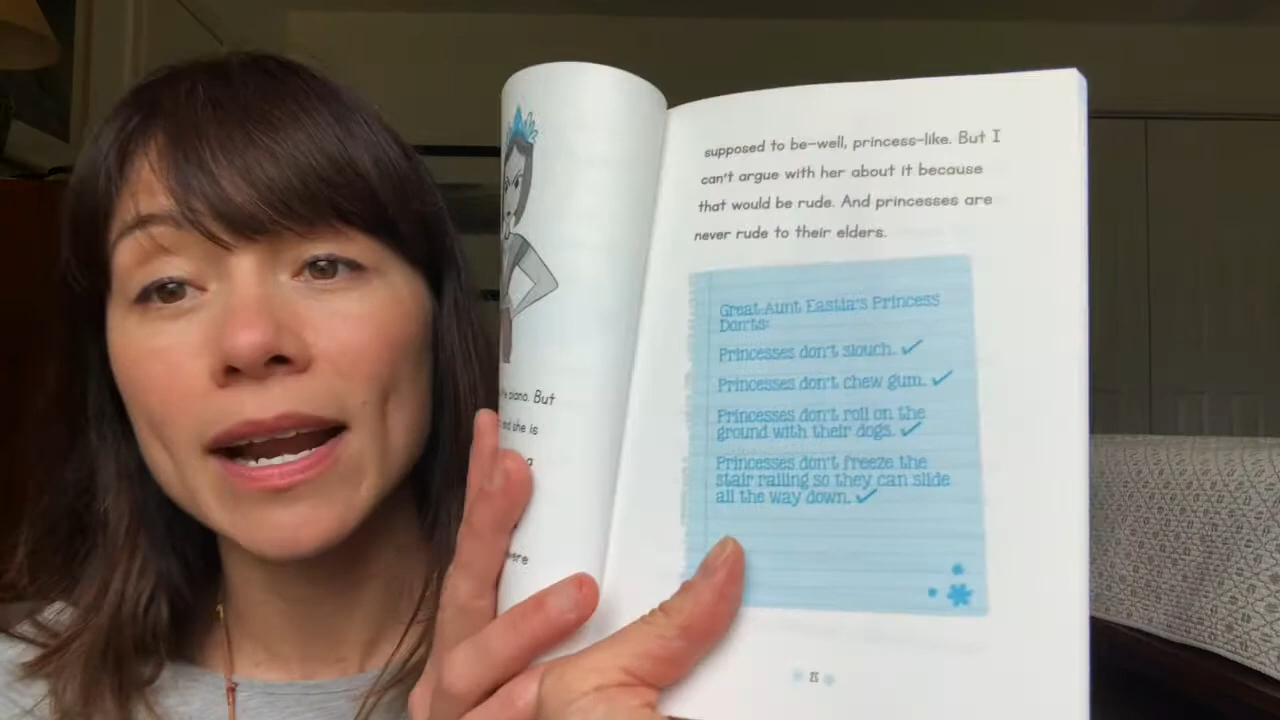 piano. But
and she is
a
were
supposed to be—well, princess-like. But I
can't argue with her about it because
that would be rude. And princesses are
never rude to their elders.
Great-Aunt Eastia's Princess
Don'ts:
Princesses don't slouch. ✓
Princesses don't chew gum. ✓
Princesses don't roll on the
ground with their dogs. ✓
Princesses don't freeze the
stair railing so they can slide
all the way down. ✓